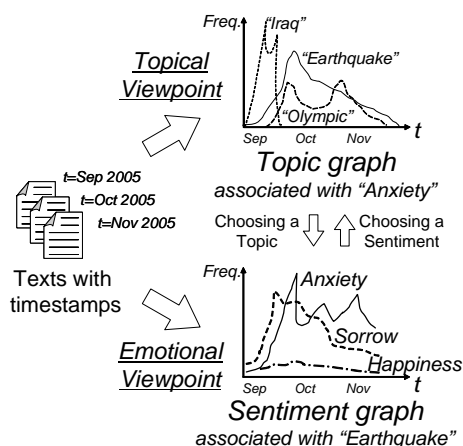 Freq.
"Iraq"
"Earthquake"
"Olympic"
t
Sep Oct Nov
Topical
Viewpoint
Topic graph
associated with "Anxiety"
t=Sep 2005
t=Oct 2005
t=Nov 2005
Texts with
timestamps
Choosing a
Topic
Choosing a
Sentiment
Freq.
Anxiety
Sorrow
Happiness
t
Sep Oct Nov
Emotional
Viewpoint
Sentiment graph
associated with "Earthquake"